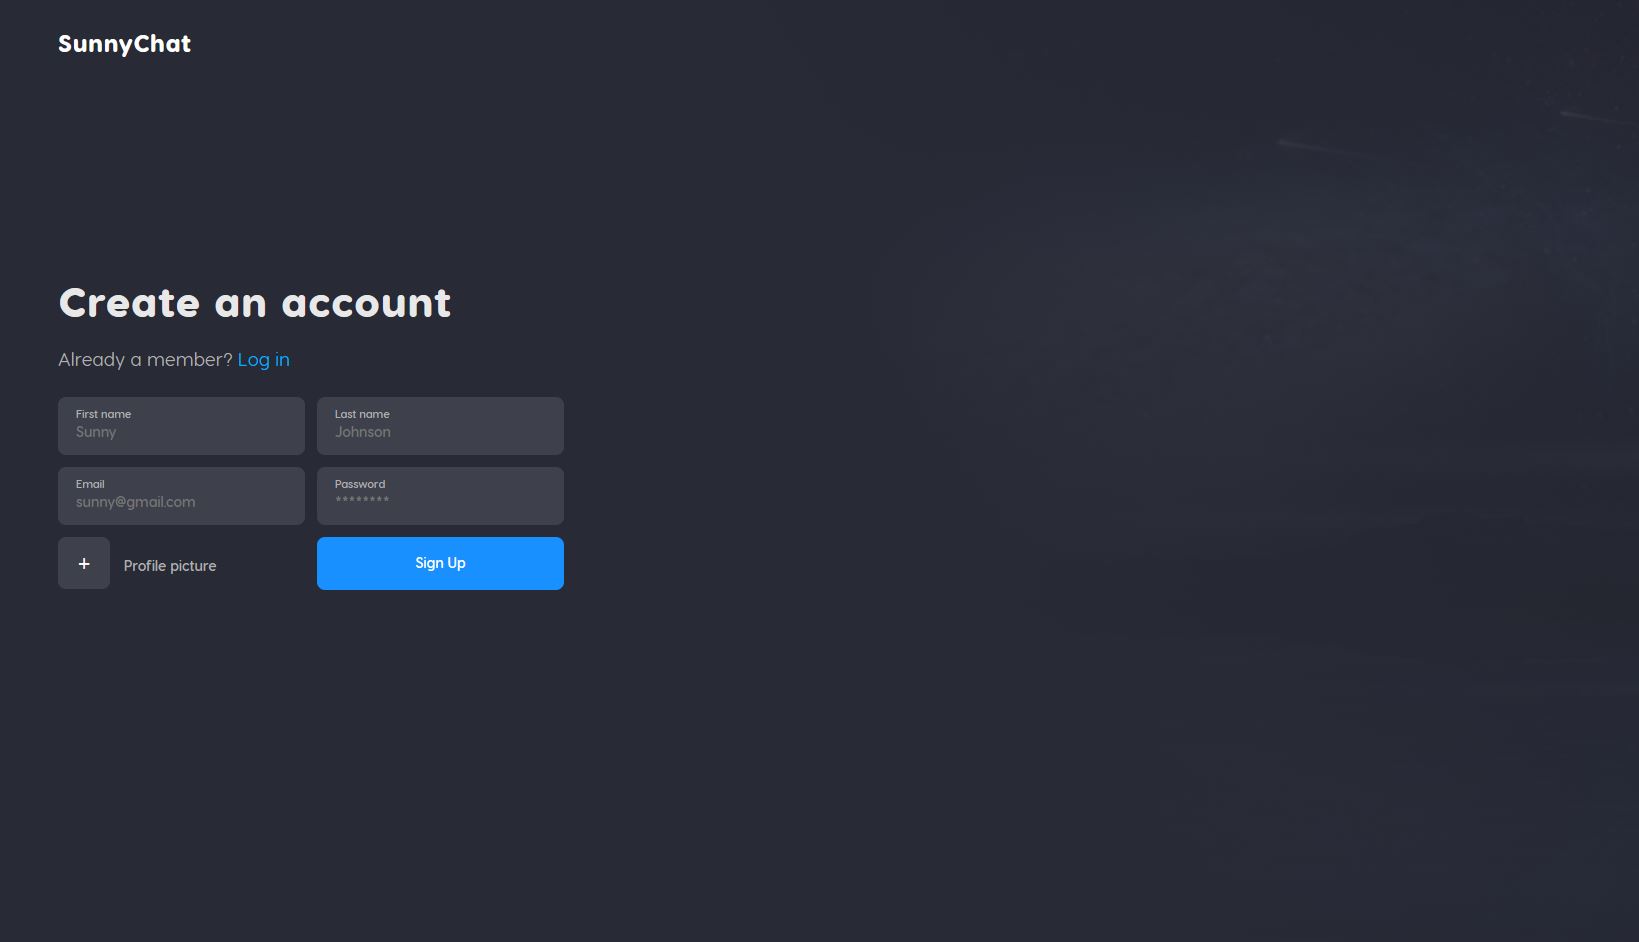 SunnyChat
Create an account
Already a member? Log in
First name
Sunny
Last name
Johnson
Email
sunny@gmail.com
Password
********
+
Profile picture
Sign Up